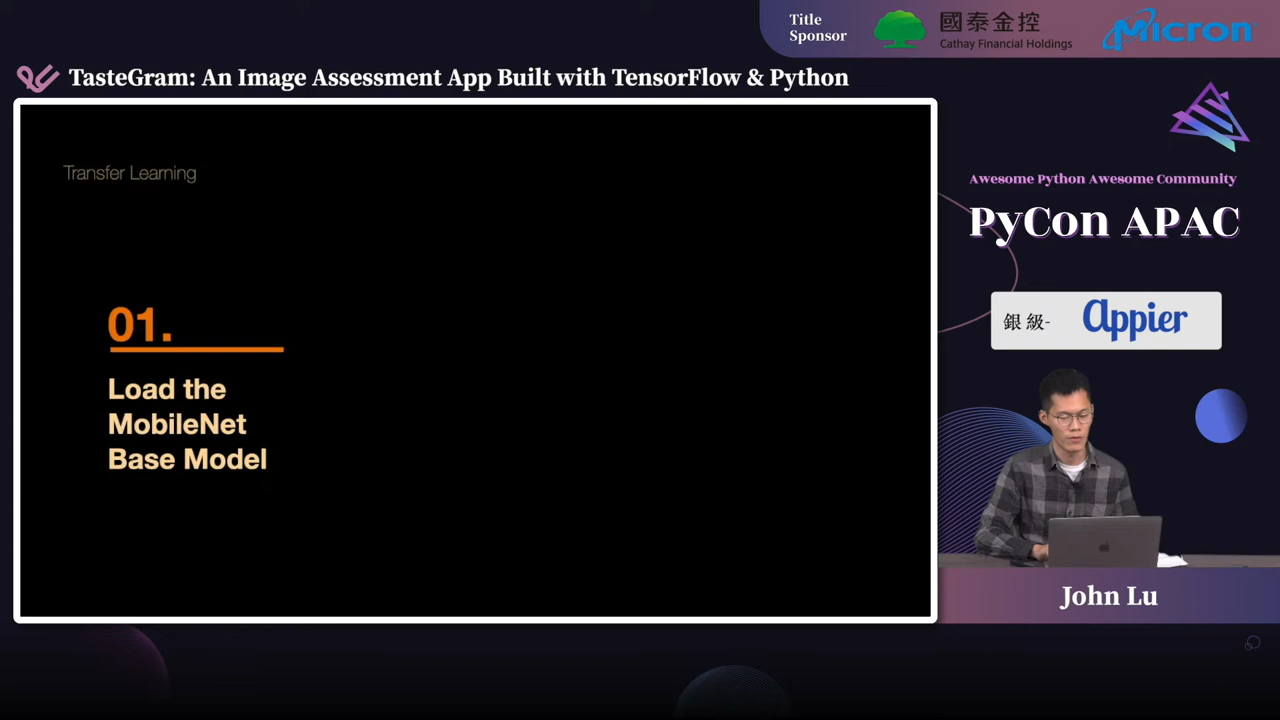 Title
Sponsor
國泰金控
Cathay Financial Holdings
Micron
TasteGram: An Image Assessment App Built with TensorFlow & Python
Transfer Learning
01.
Load the
MobileNet
Base Model
Awesome Python Awesome Community
PyCon APAC
銀級-
Appier
John Lu